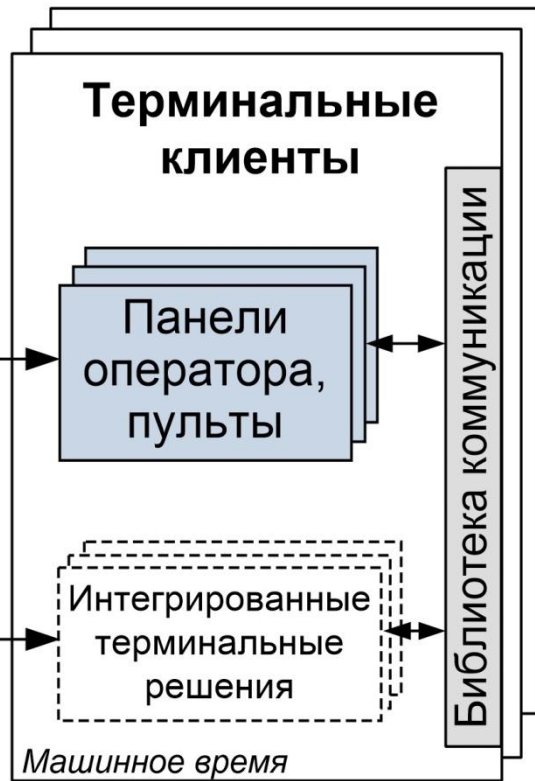 Терминальные
клиенты
Панели
оператора,
пульты
Библиотека коммуникации
Интегрированные
терминальные
решения
Машинное время